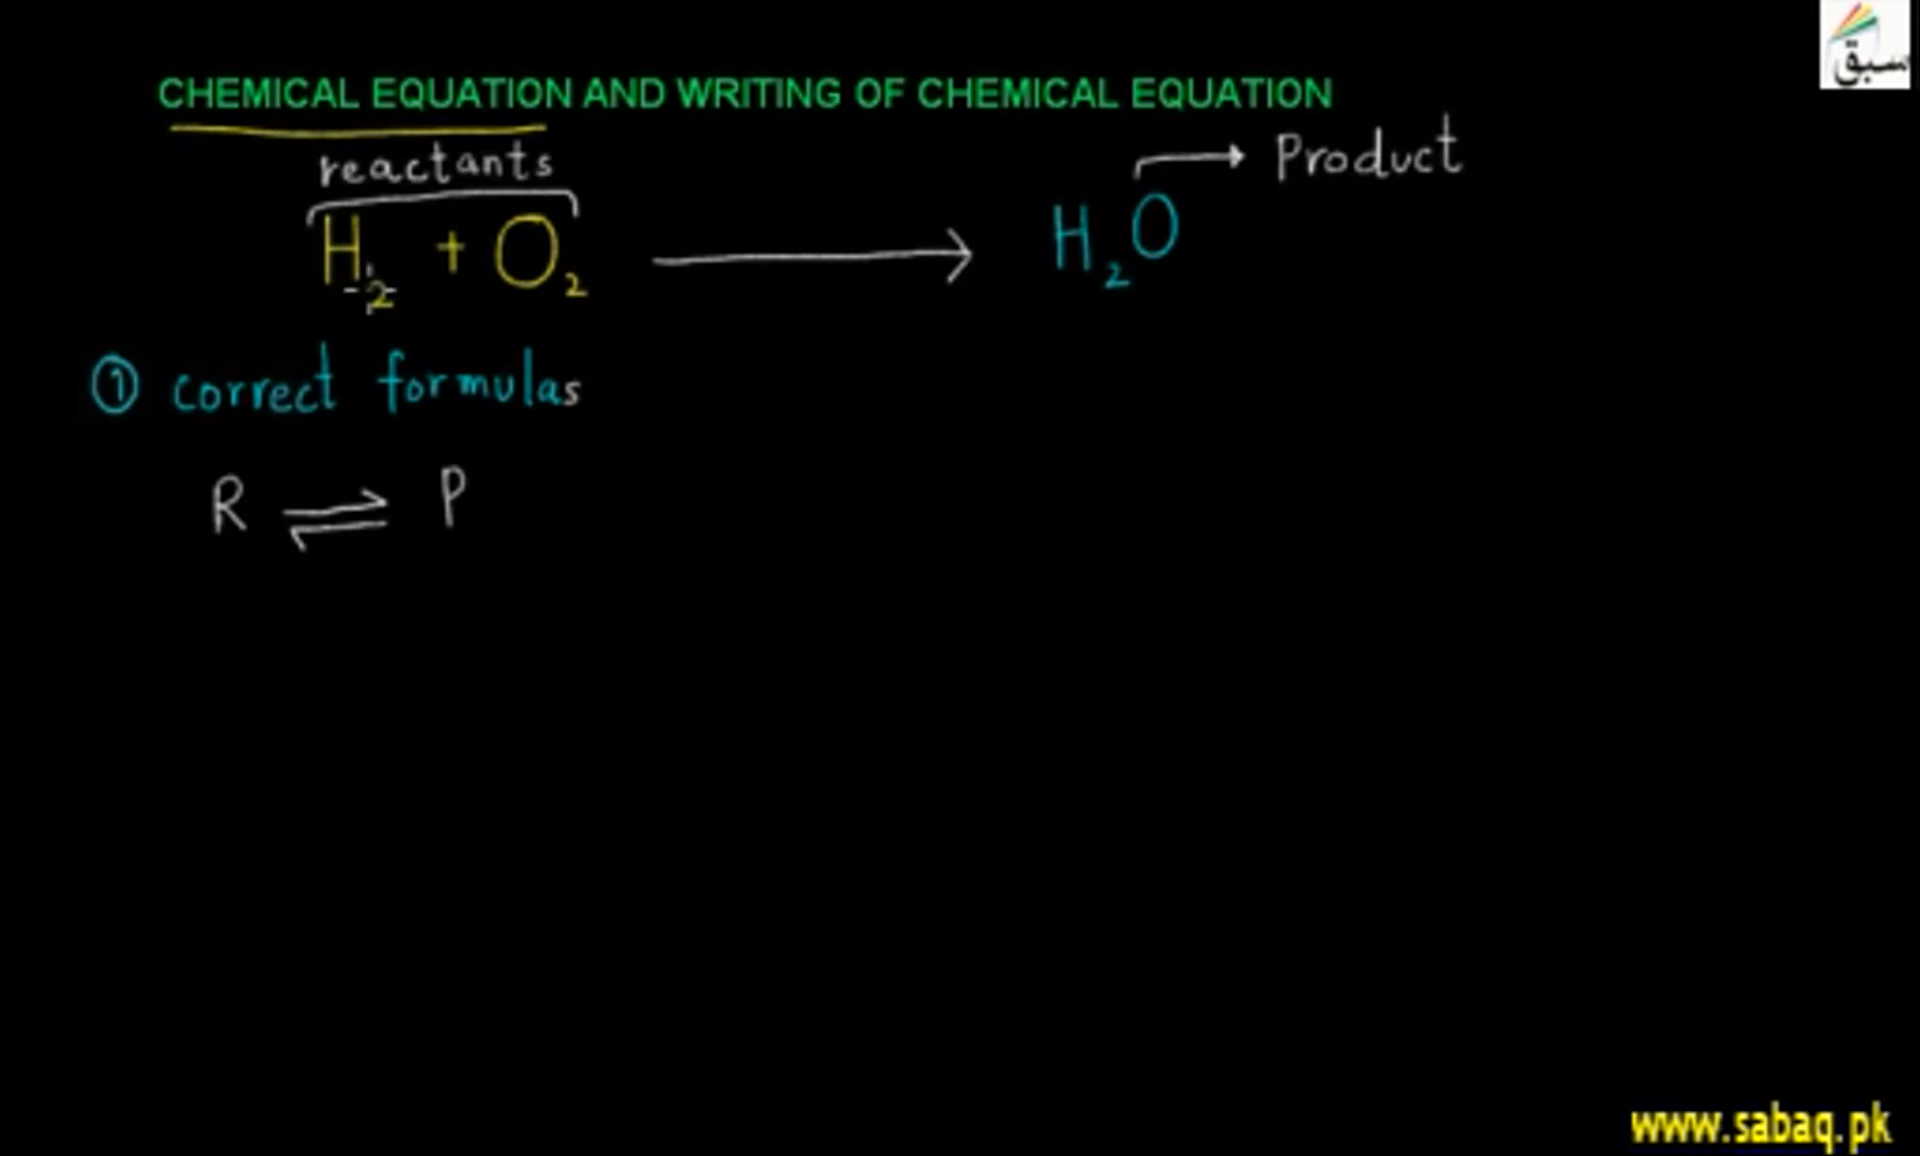 سبق
CHEMICAL EQUATION AND WRITING OF CHEMICAL EQUATION
reactants → Product
H₂ + O₂ → H₂O
① correct formulas
R ⇌ P
www.sabaq.pk